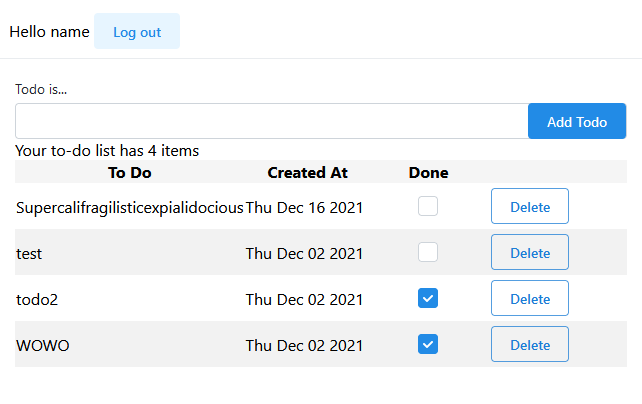 Hello name Log out
Todo is...
Add Todo
Your to-do list has 4 items
To Do Created At Done
Supercalifragilisticexpialidocious Thu Dec 16 2021 Delete
test Thu Dec 02 2021 Delete
todo2 Thu Dec 02 2021 Delete
WOWO Thu Dec 02 2021 Delete